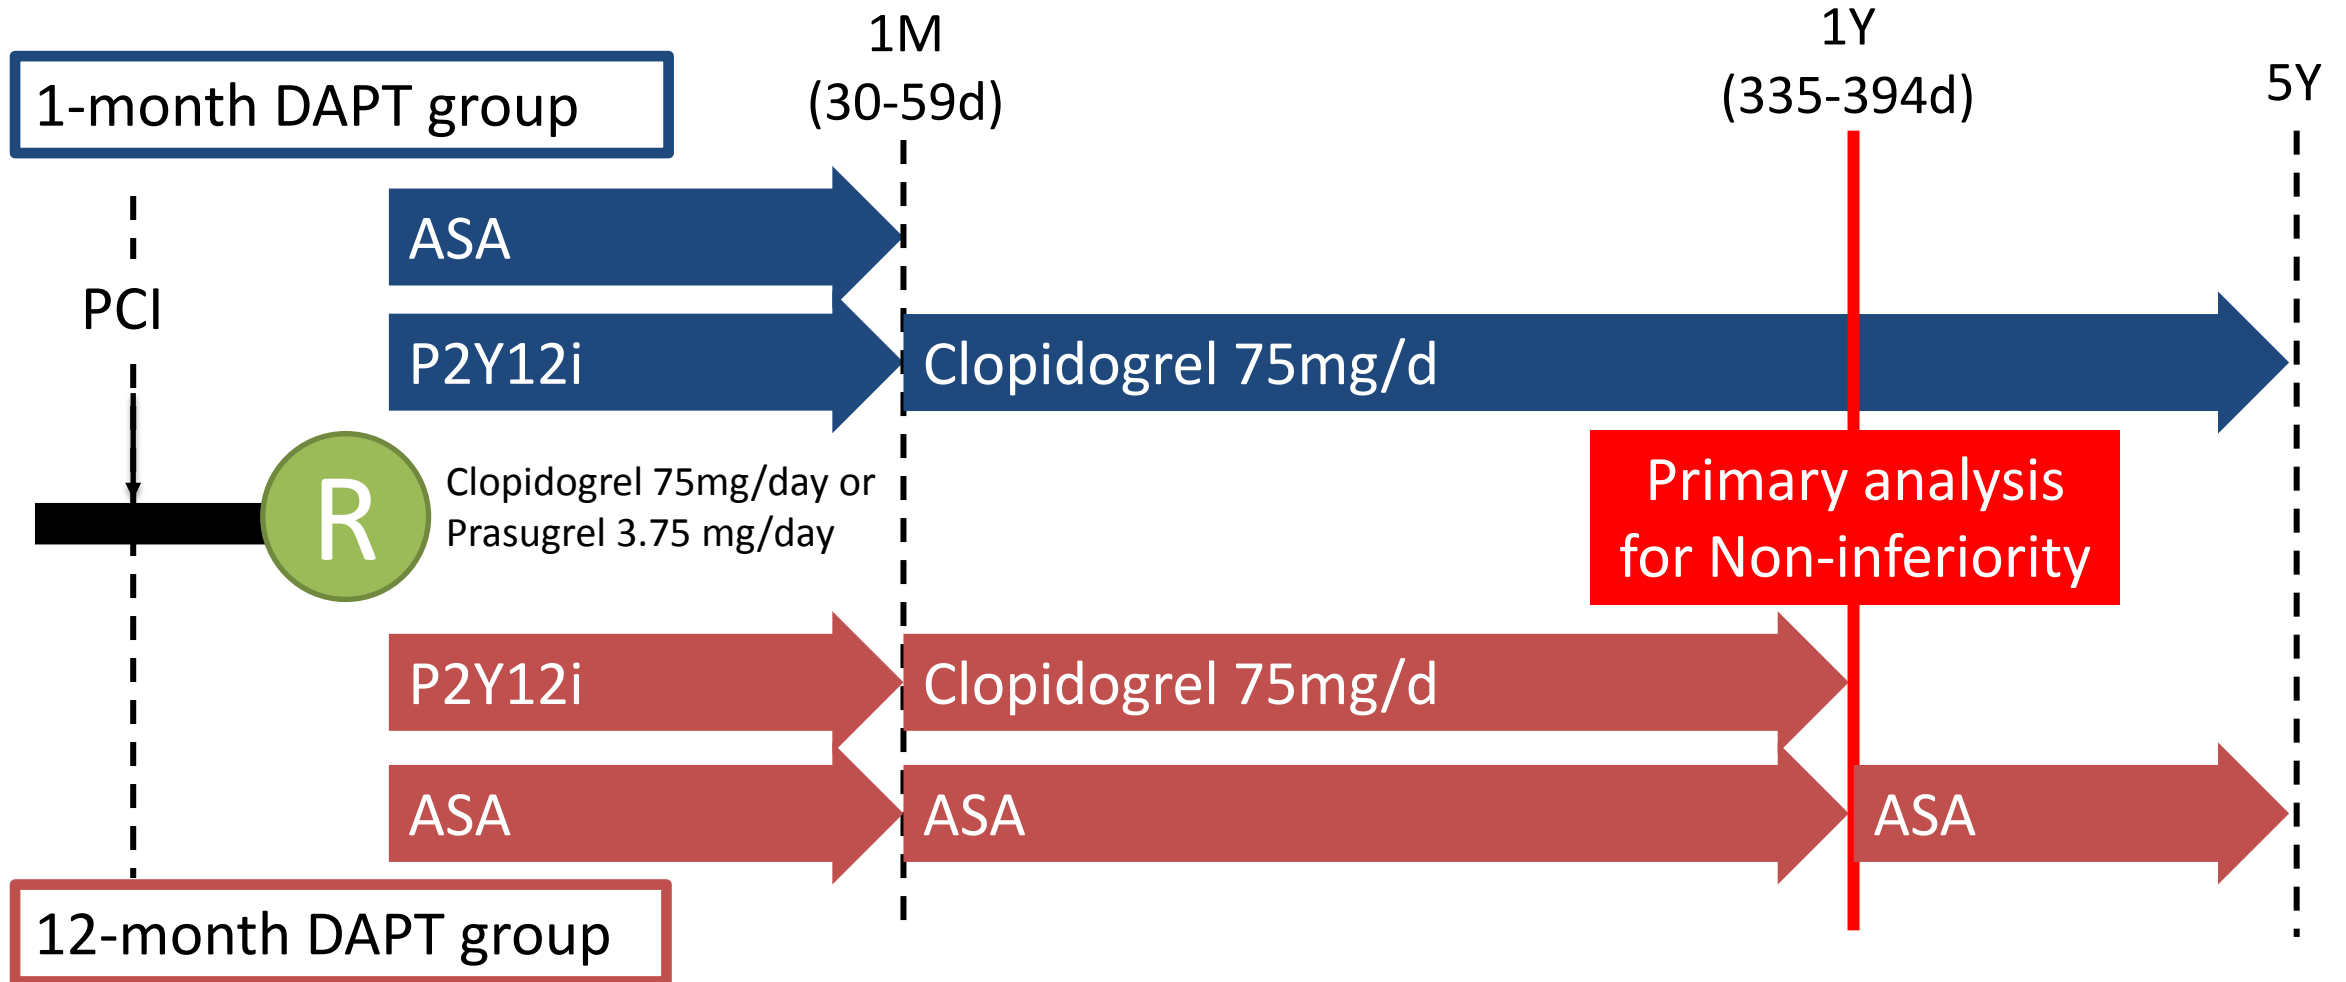 1M
(30-59d)
1Y
(335-394d)
5Y
1-month DAPT group
ASA
PCI
P2Y12i
Clopidogrel 75mg/d
R
Clopidogrel 75mg/day or
Prasugrel 3.75 mg/day
Primary analysis
for Non-inferiority
P2Y12i
Clopidogrel 75mg/d
ASA
ASA
ASA
12-month DAPT group